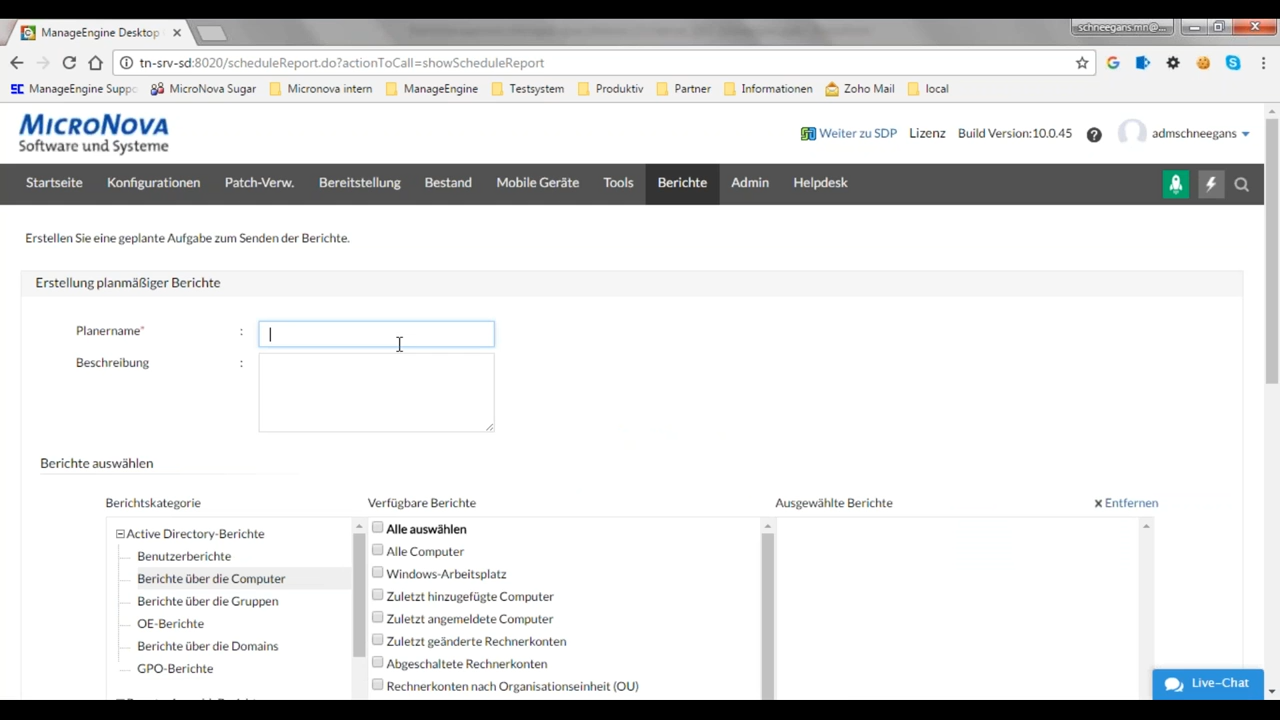 ManageEngine Desktop
schneegans.mn@...
tn-srv-sd:8020/scheduleReport.do?actionToCall=showScheduleReport
ManageEngine Suppo
MicroNova Sugar
Micronova intern
ManageEngine
Testsystem
Produktiv
Partner
Informationen
Zoho Mail
local
MICRONOVA
Software und Systeme
Weiter zu SDP
Lizenz
Build Version:10.0.45
admschneegans
Startseite
Konfigurationen
Patch-Verw.
Bereitstellung
Bestand
Mobile Geräte
Tools
Berichte
Admin
Helpdesk
Erstellen Sie eine geplante Aufgabe zum Senden der Berichte.
Erstellung planmäßiger Berichte
Planername* :
Beschreibung :
Berichte auswählen
Berichtskategorie
Verfügbare Berichte
Ausgewählte Berichte
x Entfernen
Active Directory-Berichte
Benutzerberichte
Berichte über die Computer
Berichte über die Gruppen
OE-Berichte
Berichte über die Domains
GPO-Berichte
Alle auswählen
Alle Computer
Windows-Arbeitsplatz
Zuletzt hinzugefügte Computer
Zuletzt angemeldete Computer
Zuletzt geänderte Rechnerkonten
Abgeschaltete Rechnerkonten
Rechnerkonten nach Organisationseinheit (OU)
Live-Chat